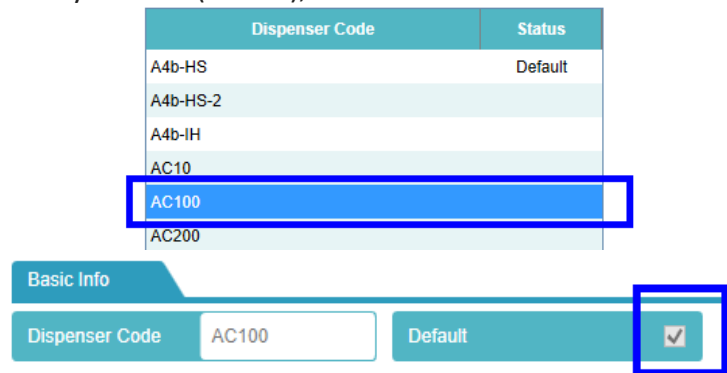 Dispenser Code Status
A4b-HS Default
A4b-HS-2
A4b-IH
AC10
AC100
AC200
Basic Info
Dispenser Code AC100 Default